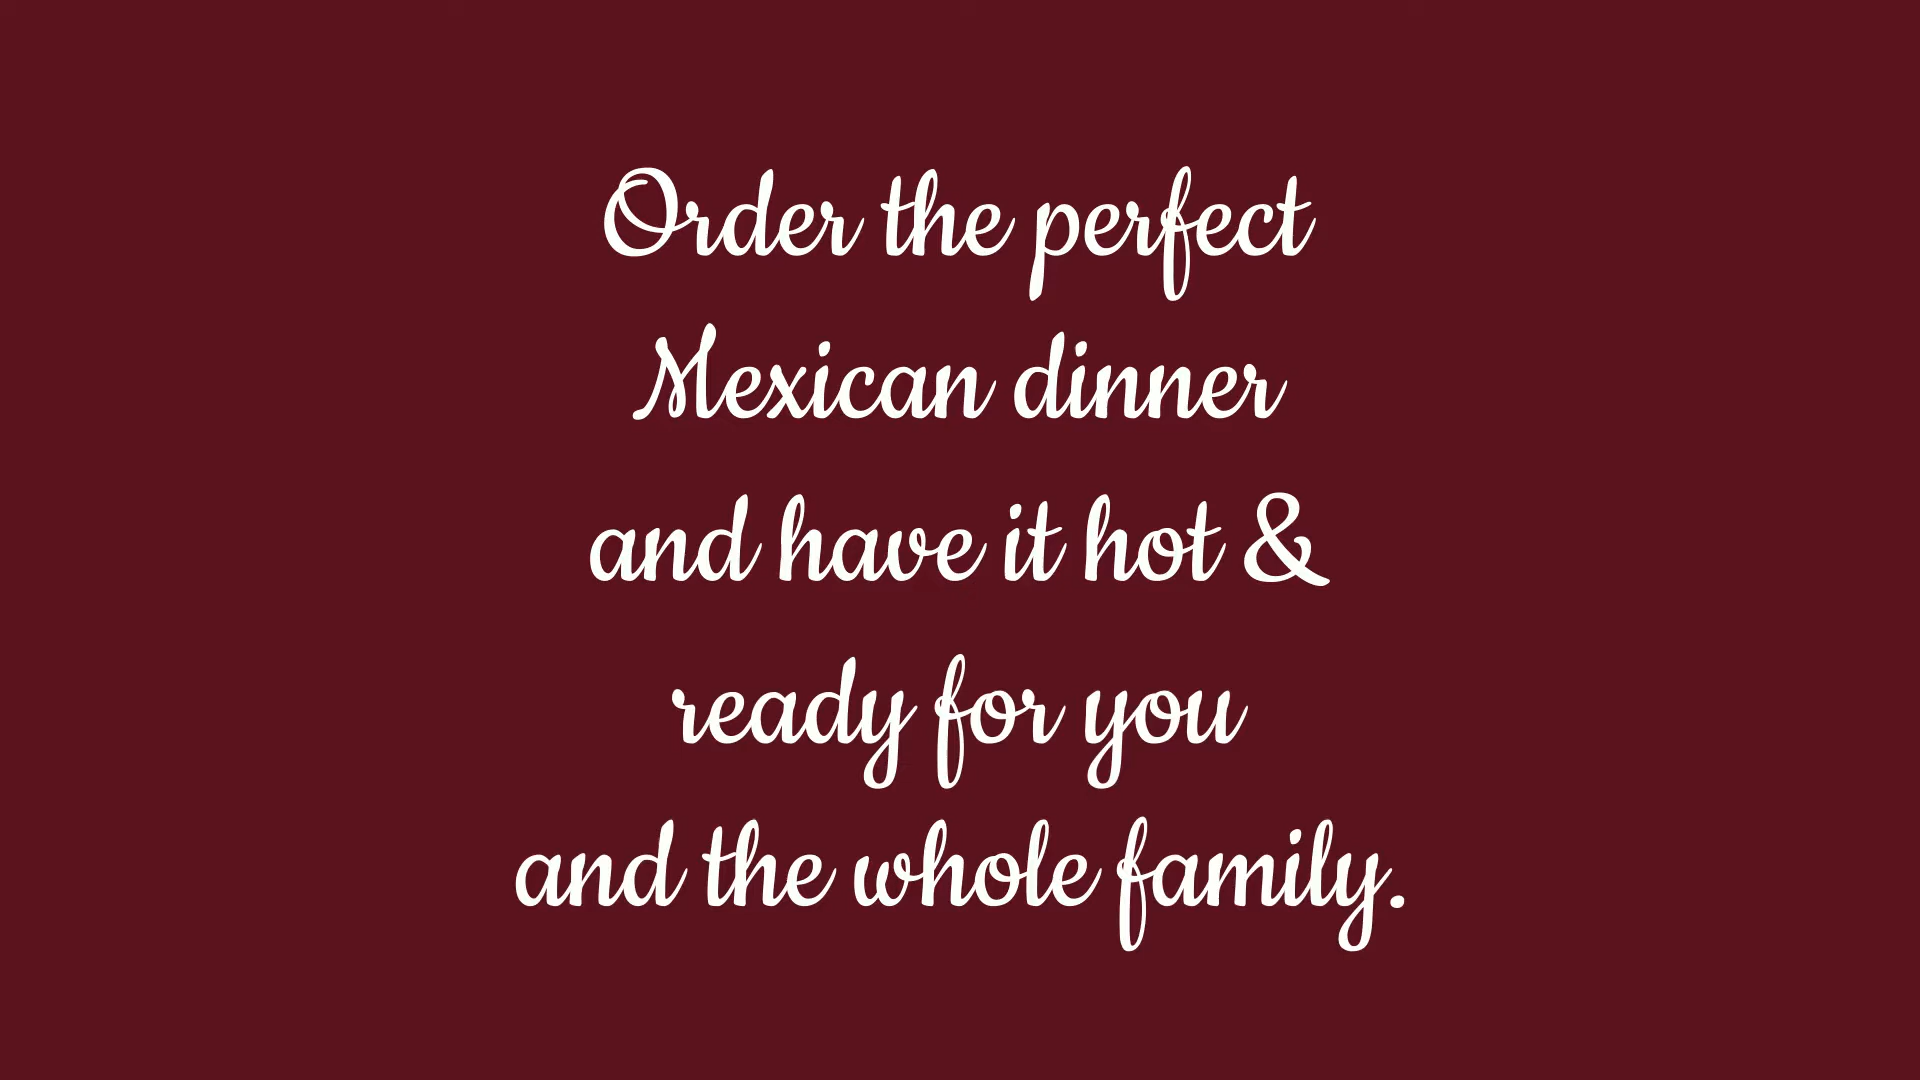 Order the perfect
Mexican dinner
and have it hot &
ready for you
and the whole family.